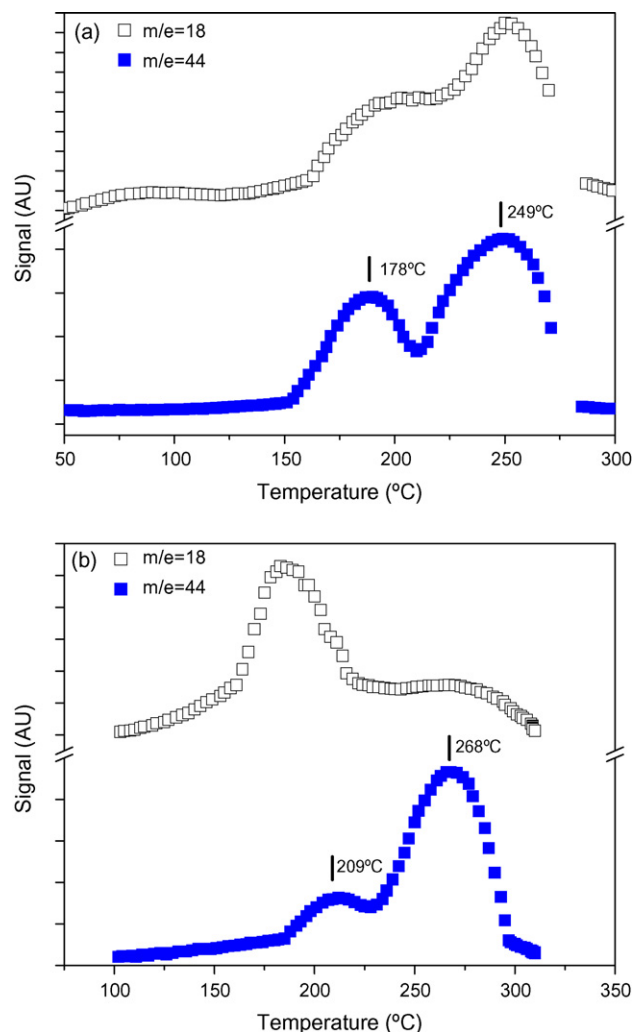 (a)
m/e=18
m/e=44
249ºC
178ºC
Signal (AU)
50 100 150 200 250 300
Temperature (ºC)
(b)
m/e=18
m/e=44
268ºC
209ºC
Signal (AU)
100 150 200 250 300 350
Temperature (ºC)